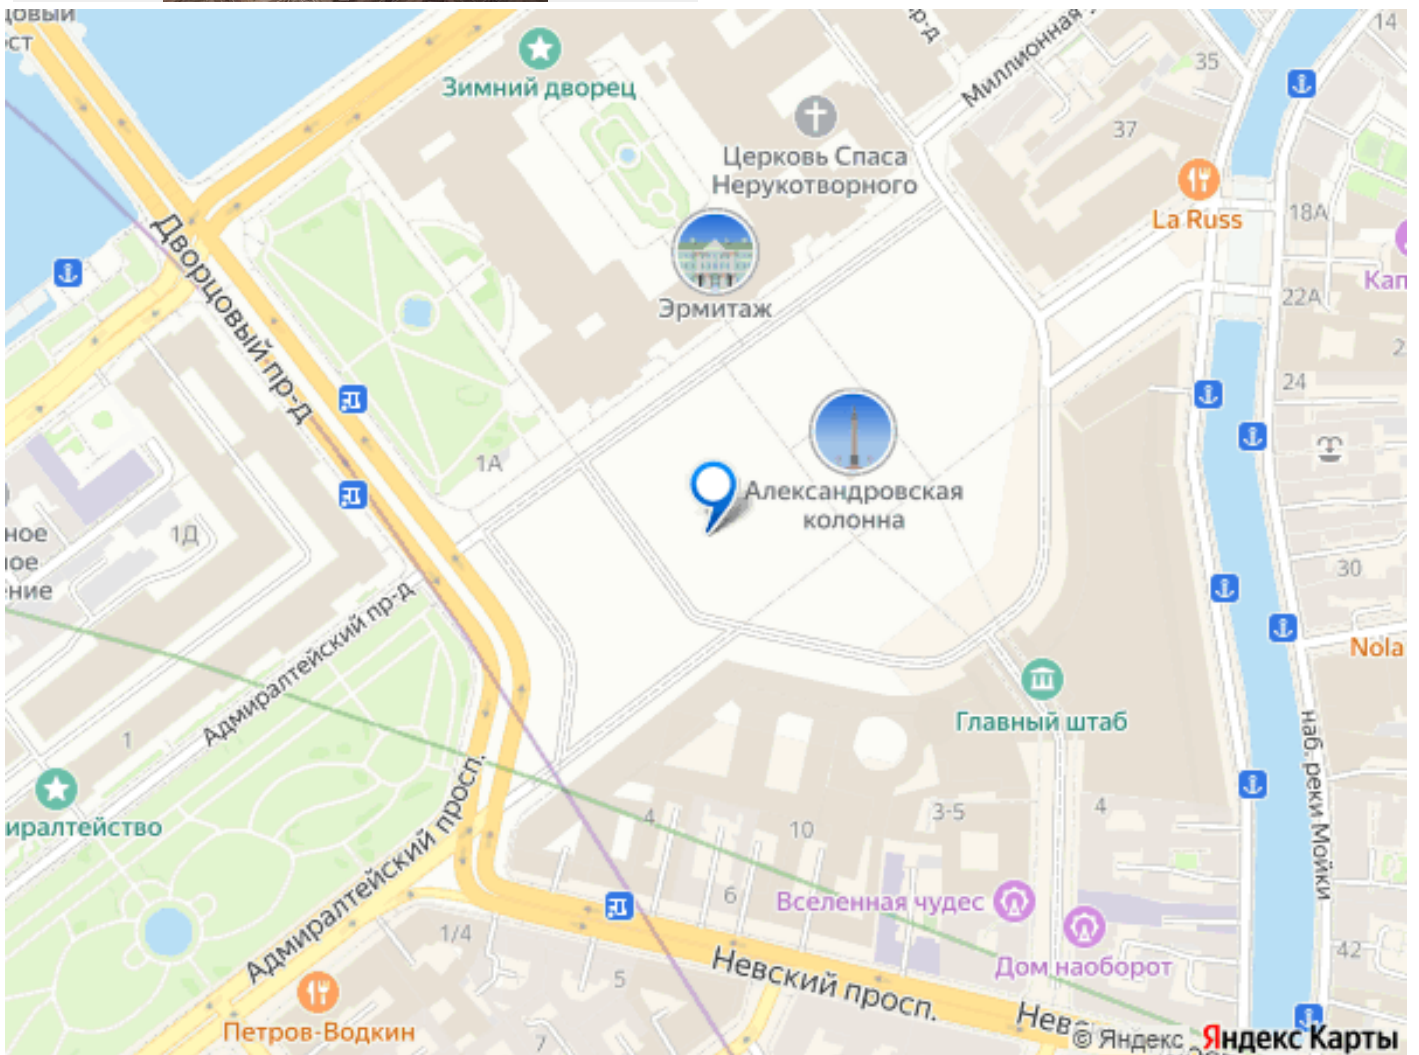 ст
Зимний дворец
Миллионная
пр-д
14
35
37
Церковь Спаса
Нерукотворного
La Russ
18А
Дворцовый пр-д
Эрмитаж
22А
24
1А
Александровская
колонна
1Д
30
Адмиралтейский пр-д
Nola
Главный штаб
наб. реки Мойки
1
4
3-5
4
10
Адмиралтейский просп.
6
Вселенная чудес
1/4
Дом наоборот
42
5
Невский просп.
Петров-Водкин
7
© Яндекс Яндекс Карты